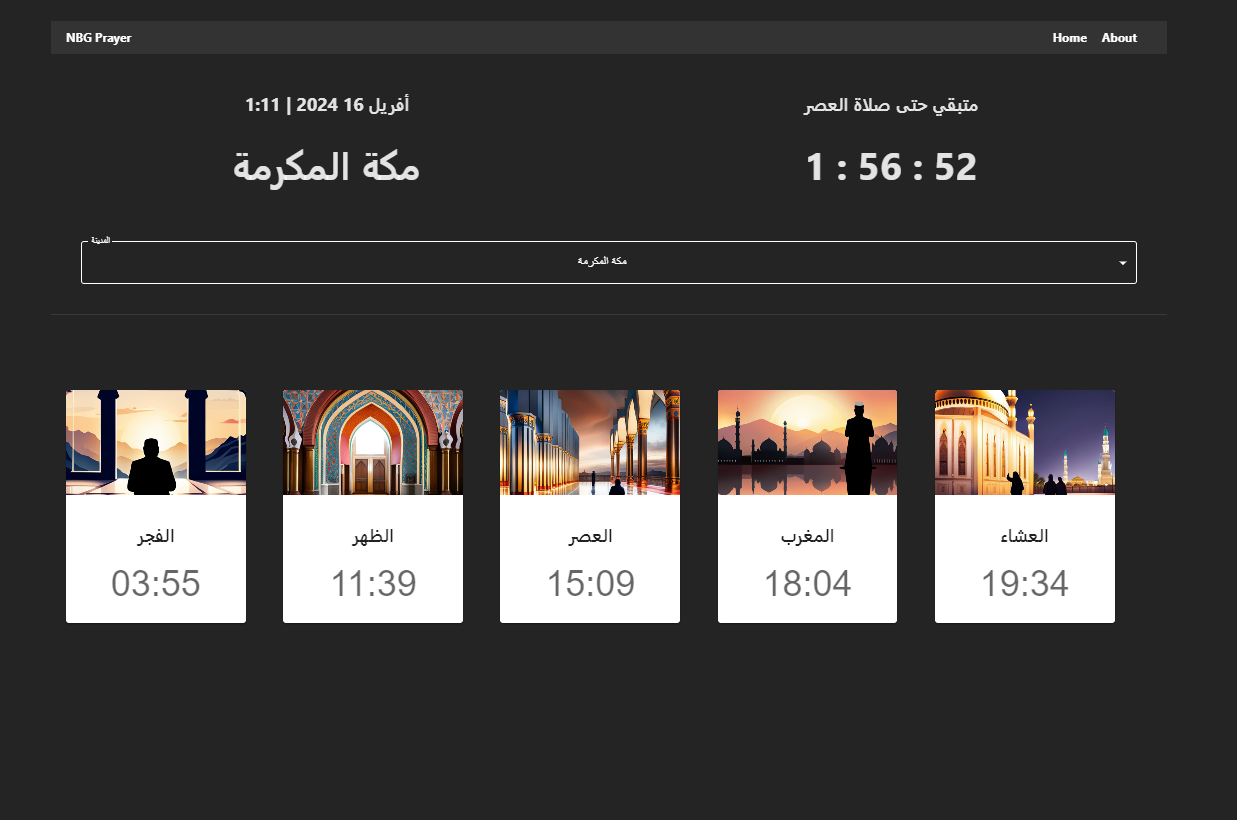 NBG Prayer
Home
About
أفريل 16 2024 | 1:11
مكة المكرمة
متبقي حتى صلاة العصر
1 : 56 : 52
المدينة
مكة المكرمة
الفجر
03:55
الظهر
11:39
العصر
15:09
المغرب
18:04
العشاء
19:34